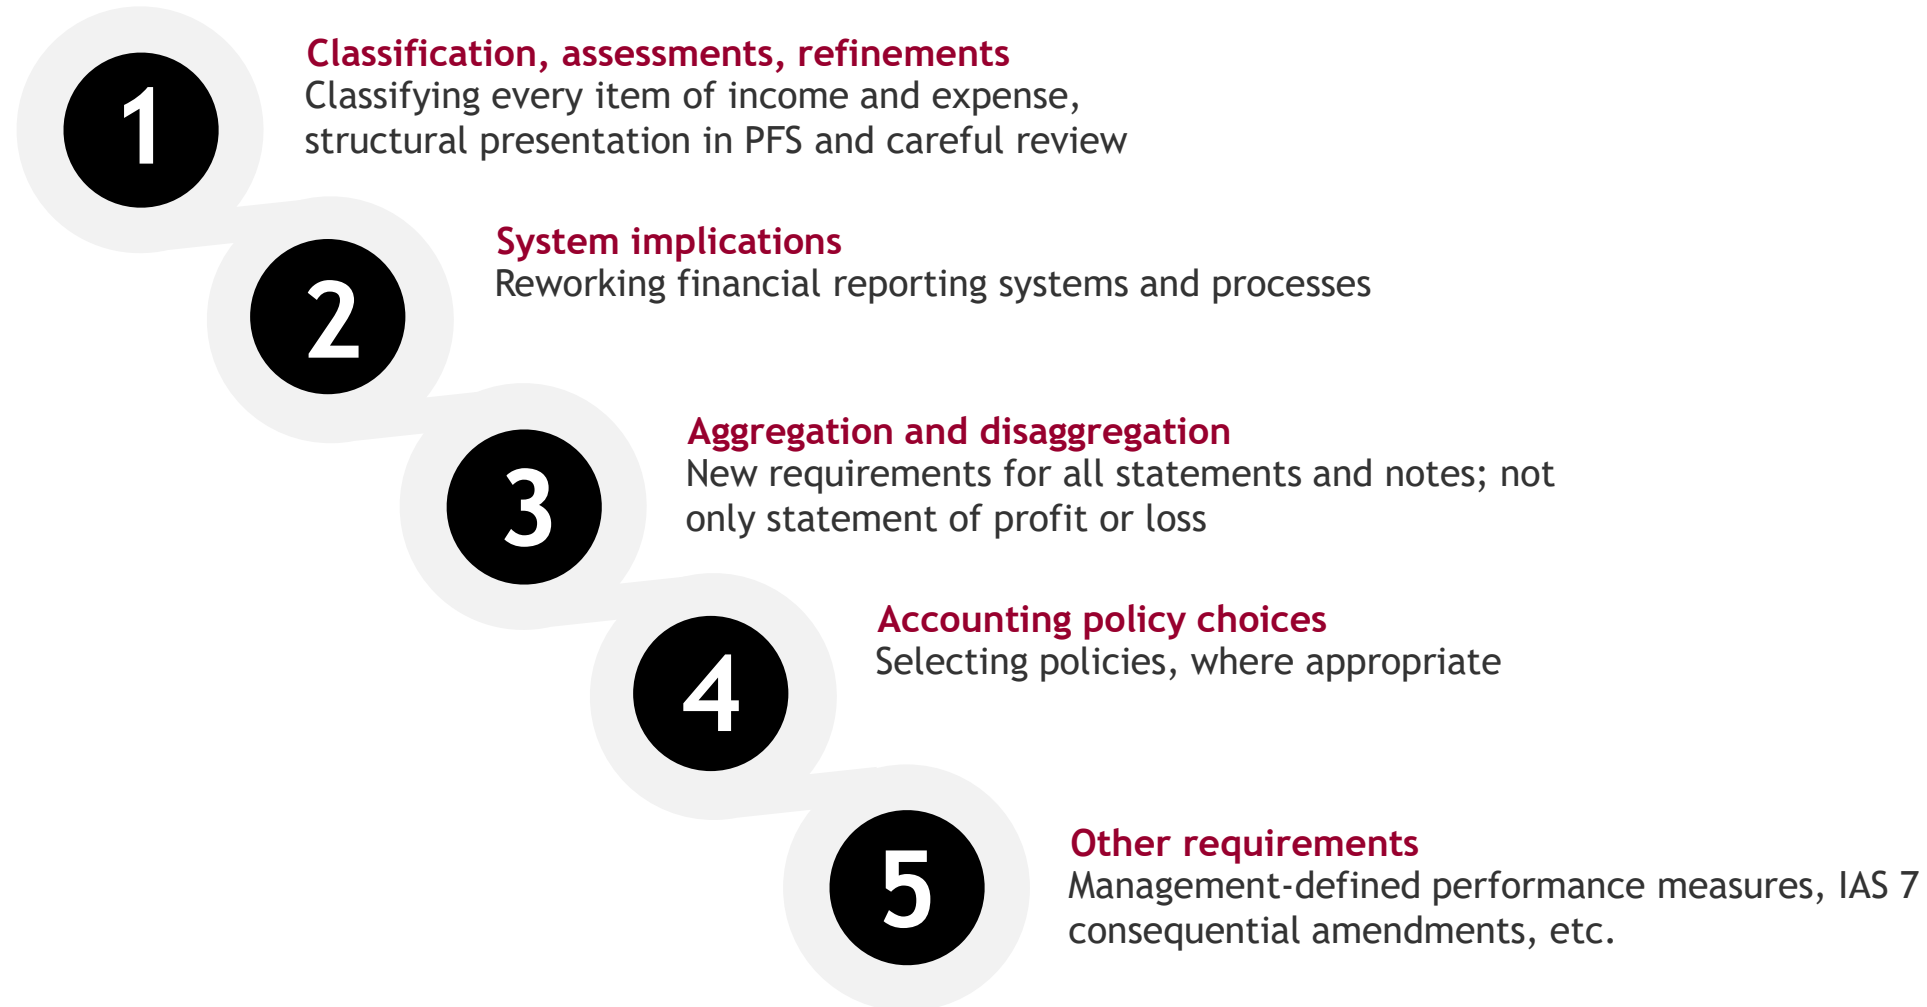 1
Classification, assessments, refinements
Classifying every item of income and expense,
structural presentation in PFS and careful review
2
System implications
Reworking financial reporting systems and processes
3
Aggregation and disaggregation
New requirements for all statements and notes; not
only statement of profit or loss
4
Accounting policy choices
Selecting policies, where appropriate
5
Other requirements
Management-defined performance measures, IAS 7
consequential amendments, etc.